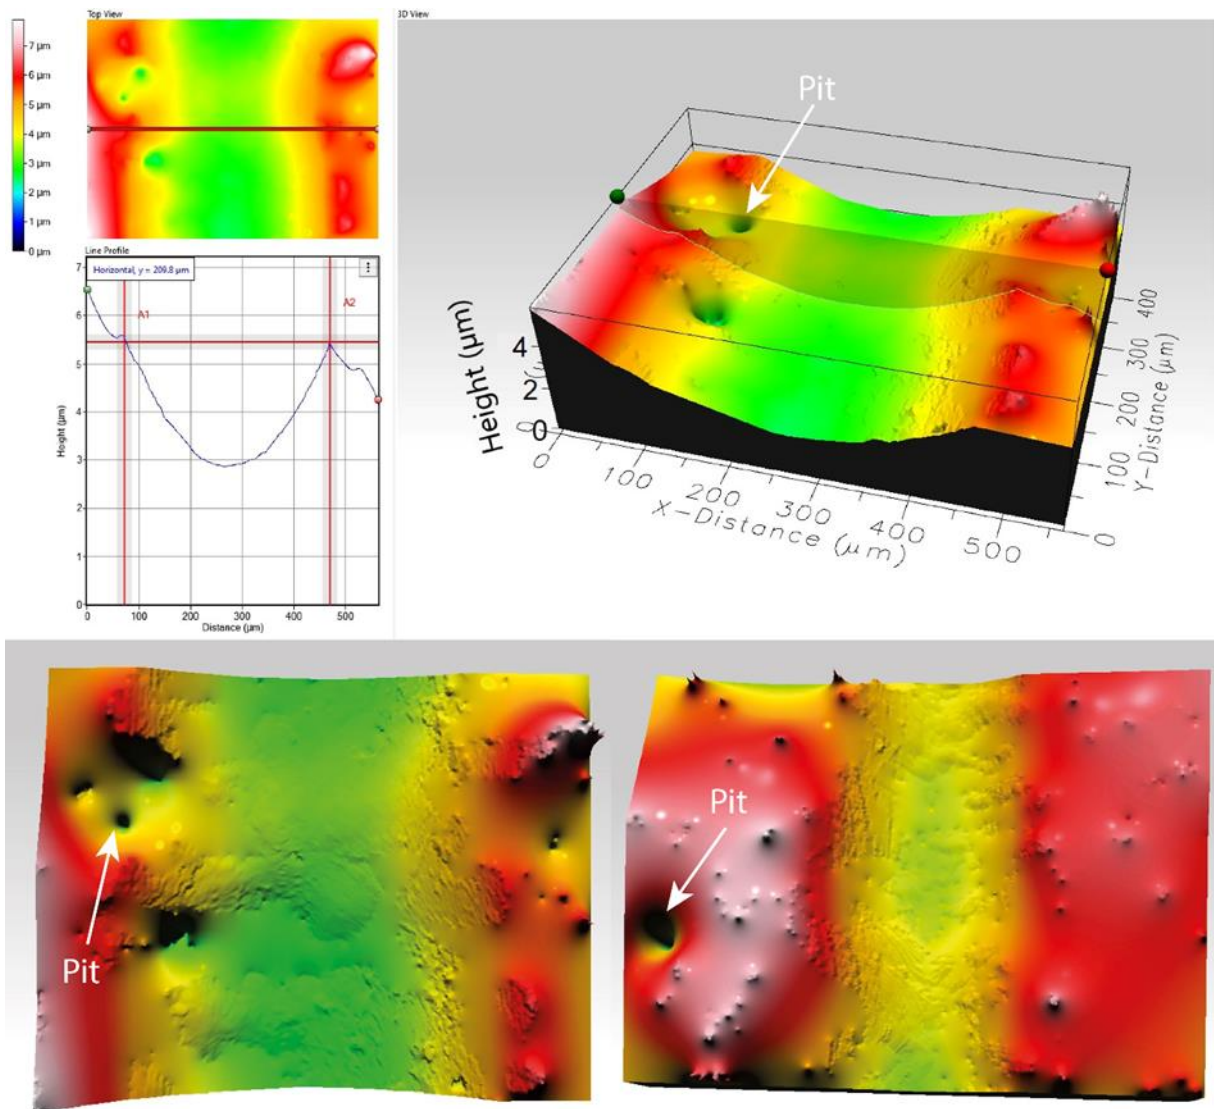 Top View
7 µm
6 µm
5 µm
4 µm
3 µm
2 µm
1 µm
0 µm
Line Profile
Horizontal, y = 209.8 µm
A1
A2
7
6
5
4
3
2
1
0
Height (µm)
0 100 200 300 400 500
Distance (µm)
3D View
Pit
Height (µm)
4
2
0
0 100 200 300 400 500
X-Distance (µm)
0 100 200 300 400
Y-Distance (µm)
Pit
Pit